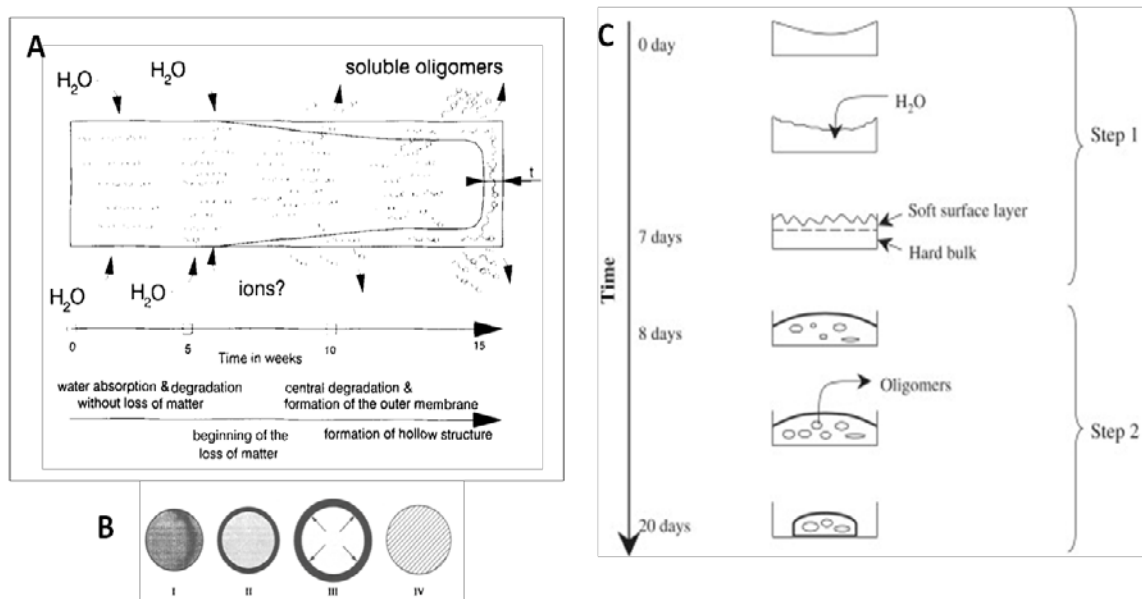 A
H₂O
H₂O
soluble oligomers
t
H₂O
H₂O
ions?
0
5
10
15
Time in weeks
water absorption & degradation
without loss of matter
central degradation &
formation of the outer membrane
beginning of the
loss of matter
formation of hollow structure
B
I
II
III
IV
C
Time
0 day
H₂O
Step 1
Soft surface layer
7 days
Hard bulk
8 days
Oligomers
Step 2
20 days